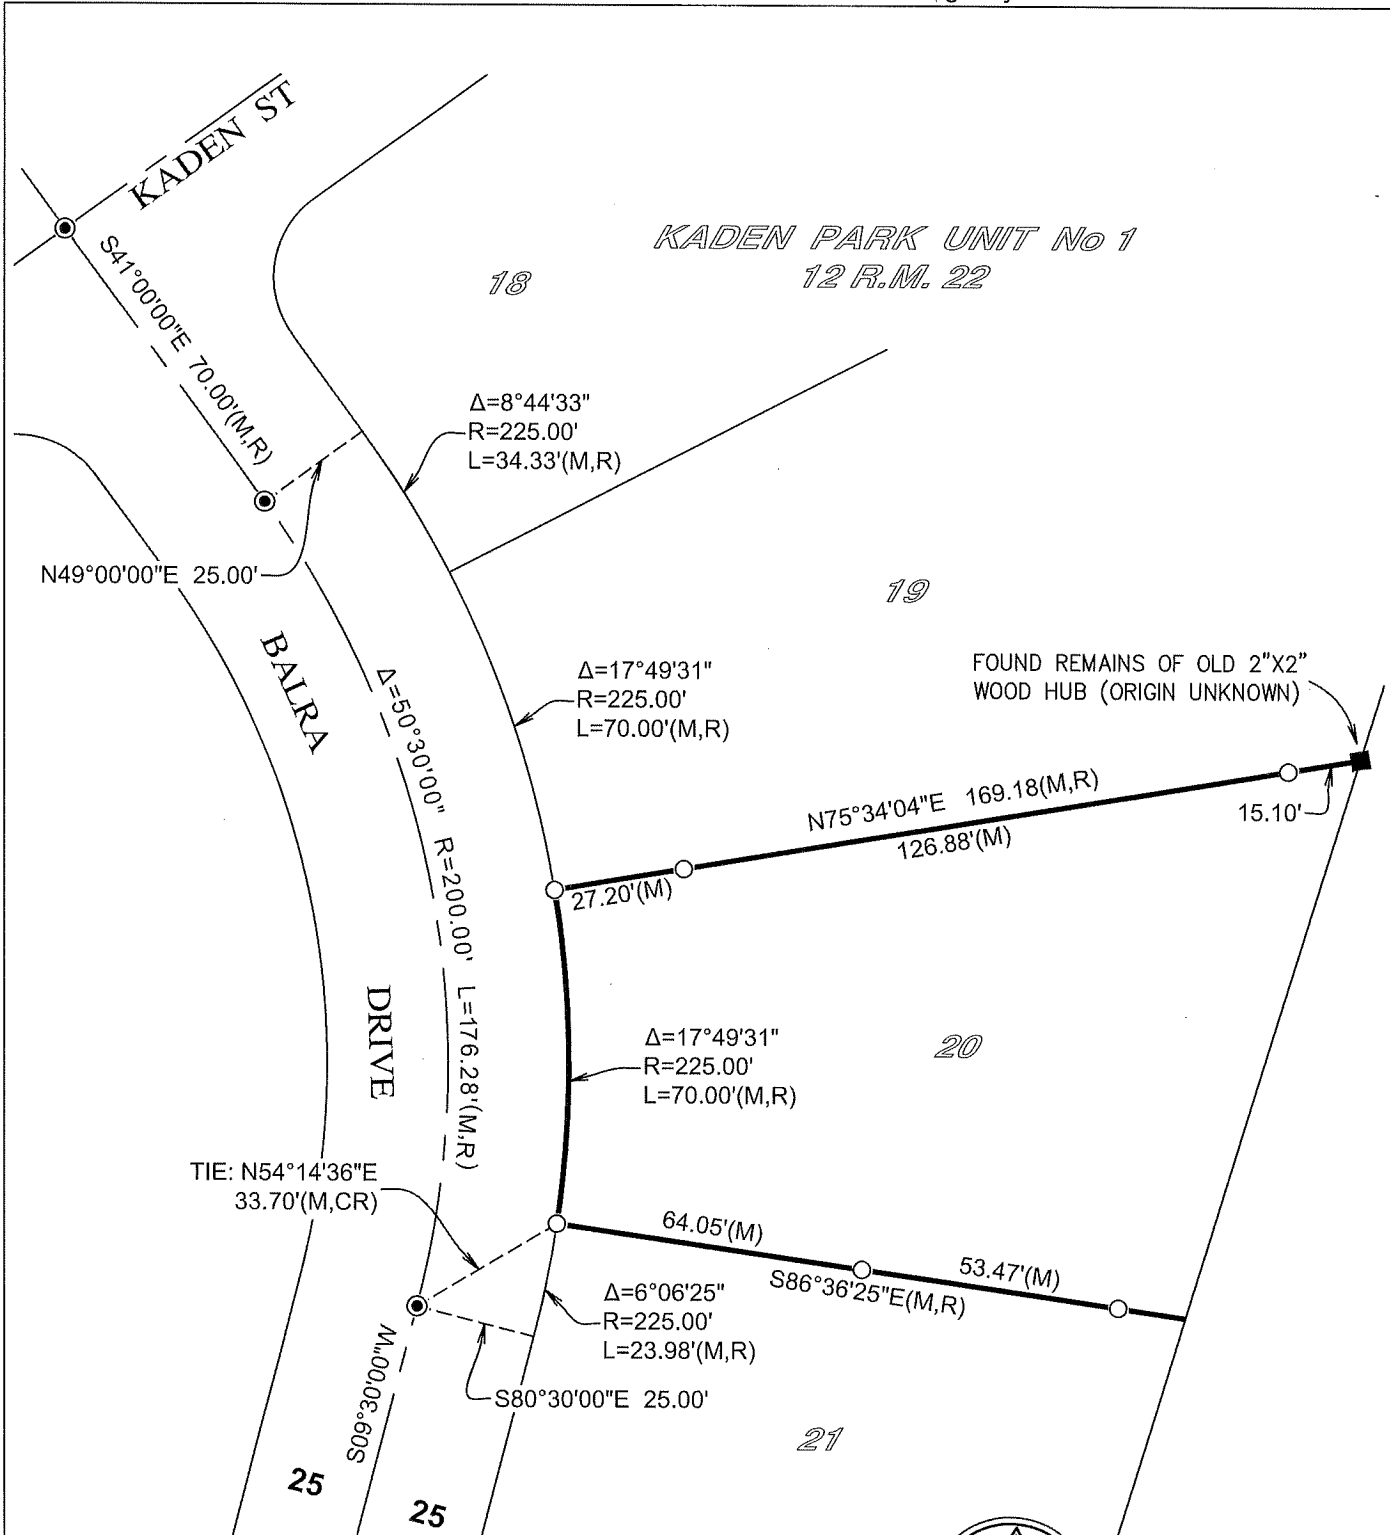 KADEN ST
KADEN PARK UNIT No 1
12 R.M. 22
18
S41°00'00"E 70.00'(M,R)
Δ=8°44'33"
R=225.00'
L=34.33'(M,R)
N49°00'00"E 25.00'
19
BALRA
DRIVE
Δ=50°30'00" R=200.00' L=176.28'(M,R)
Δ=17°49'31"
R=225.00'
L=70.00'(M,R)
FOUND REMAINS OF OLD 2"X2"
WOOD HUB (ORIGIN UNKNOWN)
N75°34'04"E 169.18(M,R)
15.10'
126.88'(M)
27.20'(M)
Δ=17°49'31"
R=225.00'
L=70.00'(M,R)
20
TIE: N54°14'36"E
33.70'(M,CR)
64.05'(M)
53.47'(M)
S86°36'25"E(M,R)
Δ=6°06'25"
R=225.00'
L=23.98'(M,R)
S09°30'00"W
S80°30'00"E 25.00'
21
25
25